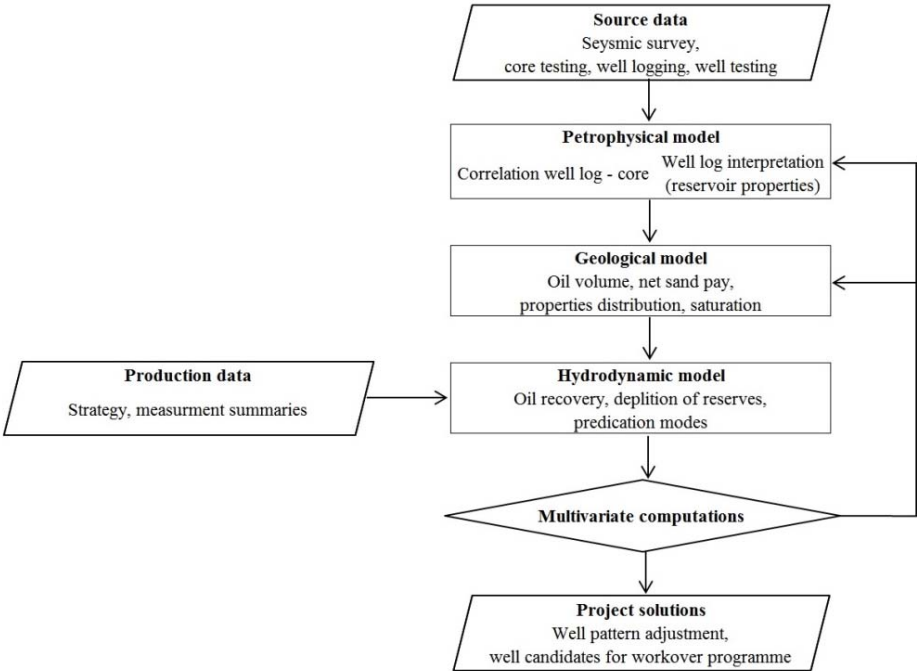 Source data
Seysmic survey,
core testing, well logging, well testing
Petrophysical model
Correlation well log - core
Well log interpretation
(reservoir properties)
Geological model
Oil volume, net sand pay,
properties distribution, saturation
Production data
Strategy, measurment summaries
Hydrodynamic model
Oil recovery, deplition of reserves,
predication modes
Multivariate computations
Project solutions
Well pattern adjustment,
well candidates for workover programme